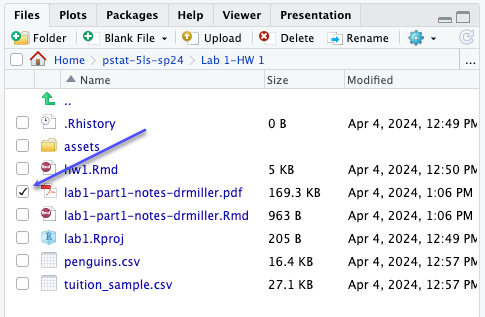 Files Plots Packages Help Viewer Presentation
Folder Blank File Upload Delete Rename
Home pstat-5ls-sp24 Lab 1-HW 1 ...
Name Size Modified
..
.Rhistory 0 B Apr 4, 2024, 12:49 PM
assets
hw1.Rmd 5 KB Apr 4, 2024, 12:50 PM
lab1-part1-notes-drmiller.pdf 169.3 KB Apr 4, 2024, 1:06 PM
lab1-part1-notes-drmiller.Rmd 963 B Apr 4, 2024, 1:06 PM
lab1.Rproj 205 B Apr 4, 2024, 12:49 PM
penguins.csv 16.4 KB Apr 4, 2024, 12:57 PM
tuition_sample.csv 27.1 KB Apr 4, 2024, 12:57 PM